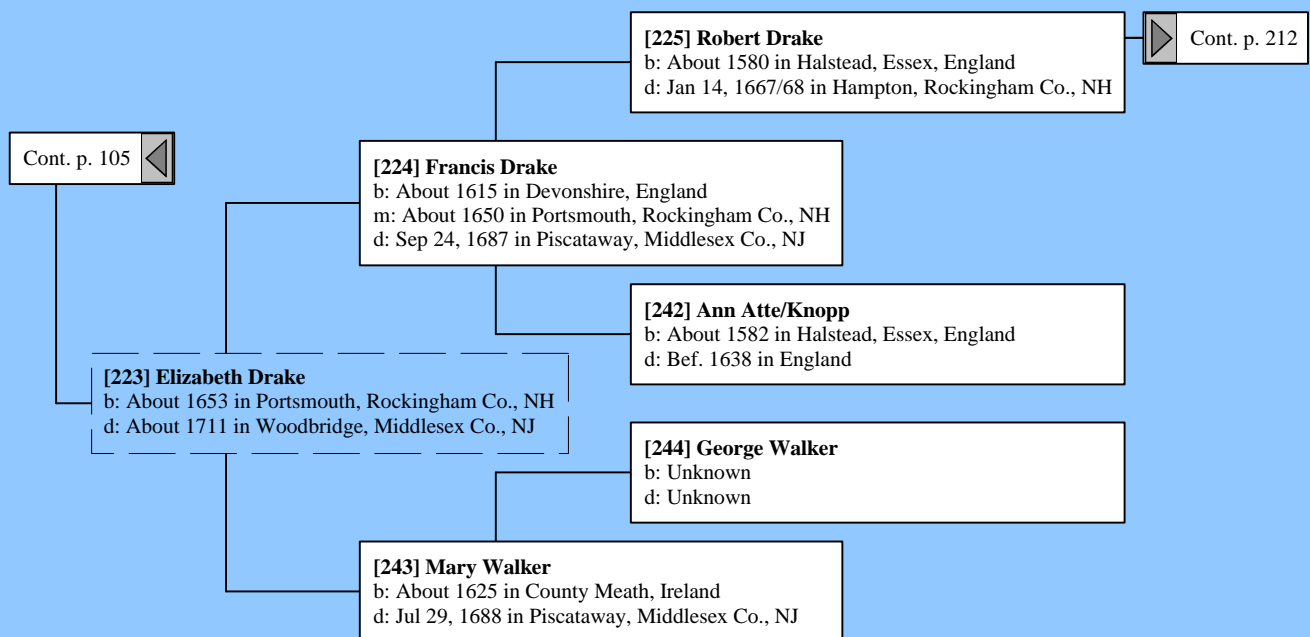 [225] Robert Drake
b: About 1580 in Halstead, Essex, England
d: Jan 14, 1667/68 in Hampton, Rockingham Co., NH
Cont. p. 212
Cont. p. 105
[224] Francis Drake
b: About 1615 in Devonshire, England
m: About 1650 in Portsmouth, Rockingham Co., NH
d: Sep 24, 1687 in Piscataway, Middlesex Co., NJ
[242] Ann Atte/Knopp
b: About 1582 in Halstead, Essex, England
d: Bef. 1638 in England
[223] Elizabeth Drake
b: About 1653 in Portsmouth, Rockingham Co., NH
d: About 1711 in Woodbridge, Middlesex Co., NJ
[244] George Walker
b: Unknown
d: Unknown
[243] Mary Walker
b: About 1625 in County Meath, Ireland
d: Jul 29, 1688 in Piscataway, Middlesex Co., NJ